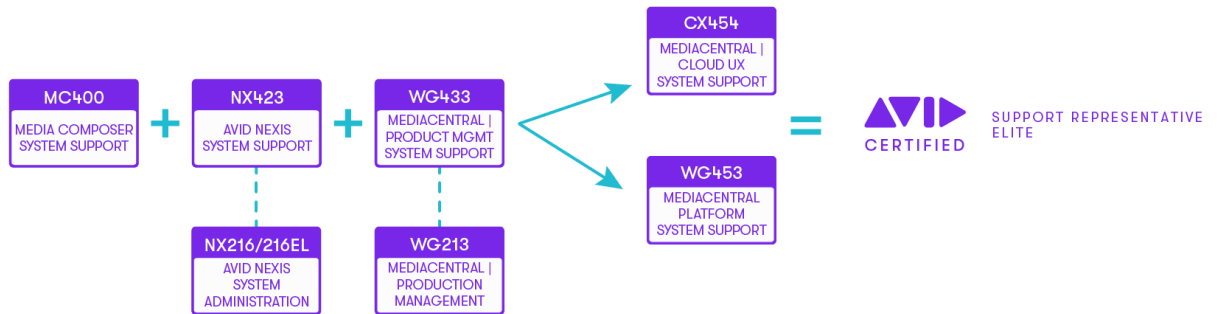 MC400
MEDIA COMPOSER
SYSTEM SUPPORT
+
NX423
AVID NEXIS
SYSTEM SUPPORT
+
WG433
MEDIACENTRAL |
PRODUCT MGMT
SYSTEM SUPPORT
CX454
MEDIACENTRAL |
CLOUD UX
SYSTEM SUPPORT
WG453
MEDIACENTRAL
PLATFORM
SYSTEM SUPPORT
=
AVID
CERTIFIED
SUPPORT REPRESENTATIVE
ELITE
NX216/216EL
AVID NEXIS
SYSTEM
ADMINISTRATION
WG213
MEDIACENTRAL |
PRODUCTION
MANAGEMENT